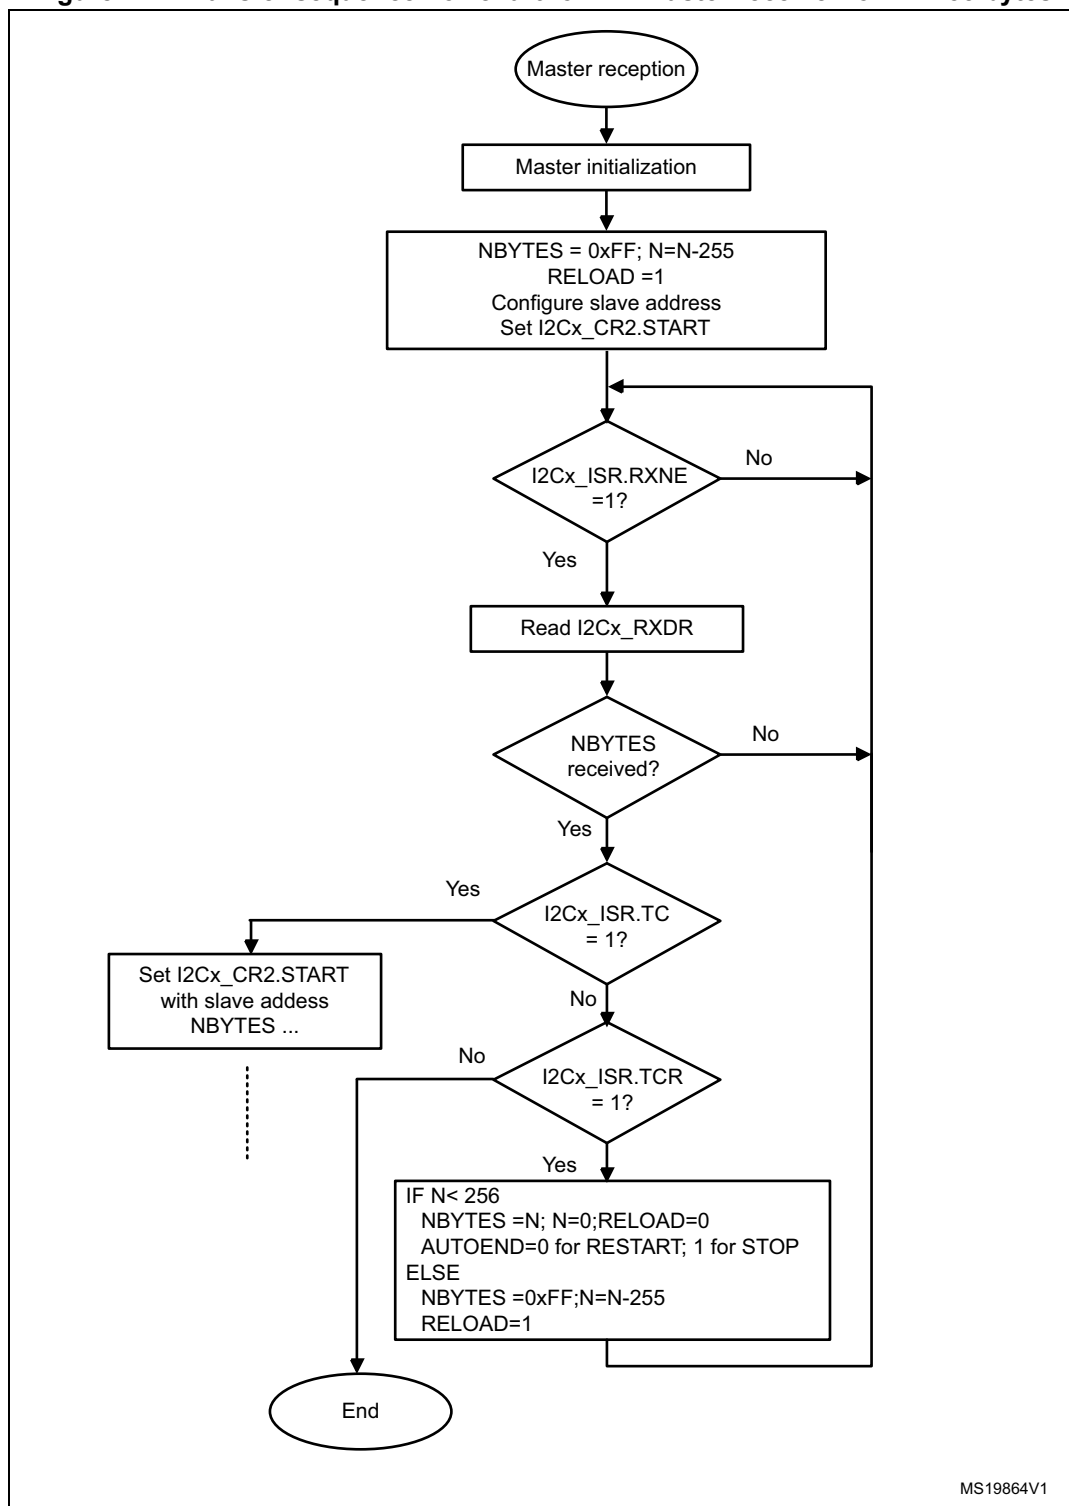 Master reception
Master initialization
NBYTES = 0xFF; N=N-255
RELOAD =1
Configure slave address
Set I2Cx_CR2.START
I2Cx_ISR.RXNE
=1?
No
Yes
Read I2Cx_RXDR
NBYTES
received?
No
Yes
I2Cx_ISR.TC
= 1?
Yes
Set I2Cx_CR2.START
with slave addess
NBYTES ...
No
I2Cx_ISR.TCR
= 1?
No
Yes
IF N< 256
NBYTES =N; N=0;RELOAD=0
AUTOEND=0 for RESTART; 1 for STOP
ELSE
NBYTES =0xFF;N=N-255
RELOAD=1
End
MS19864V1